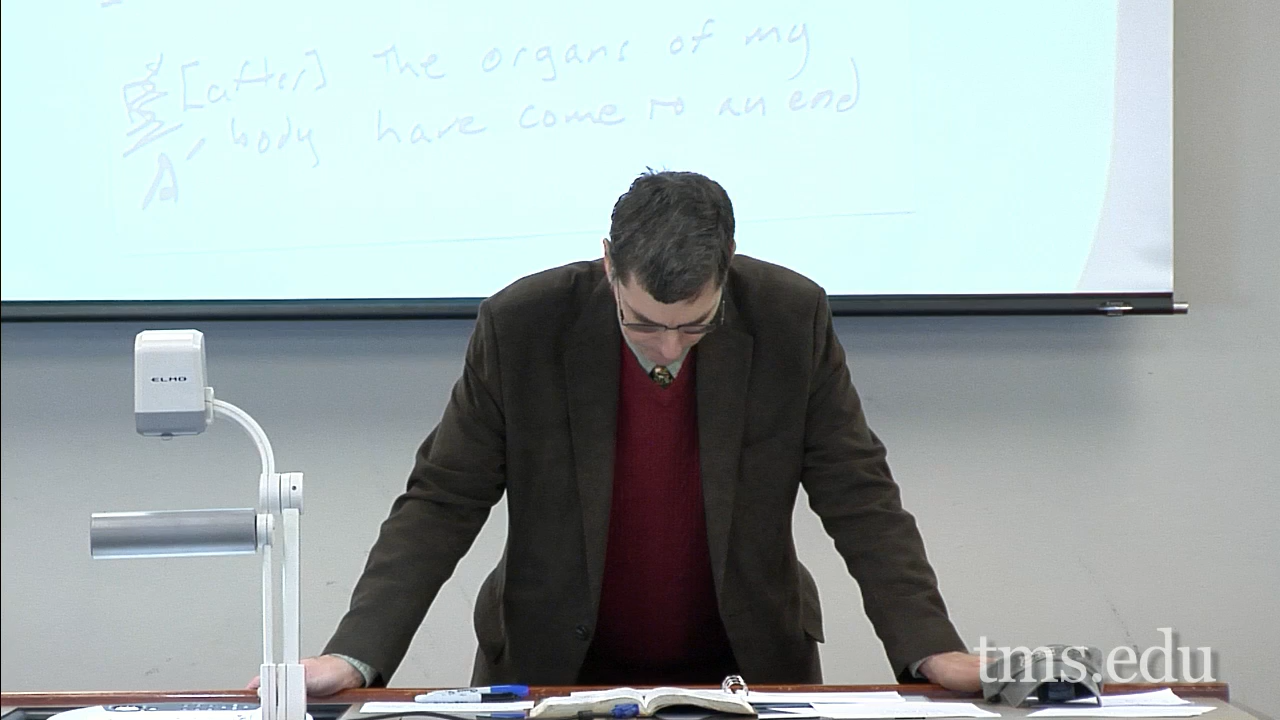 [after] The organs of my
body have come to an end
A
ELMO
tms.edu